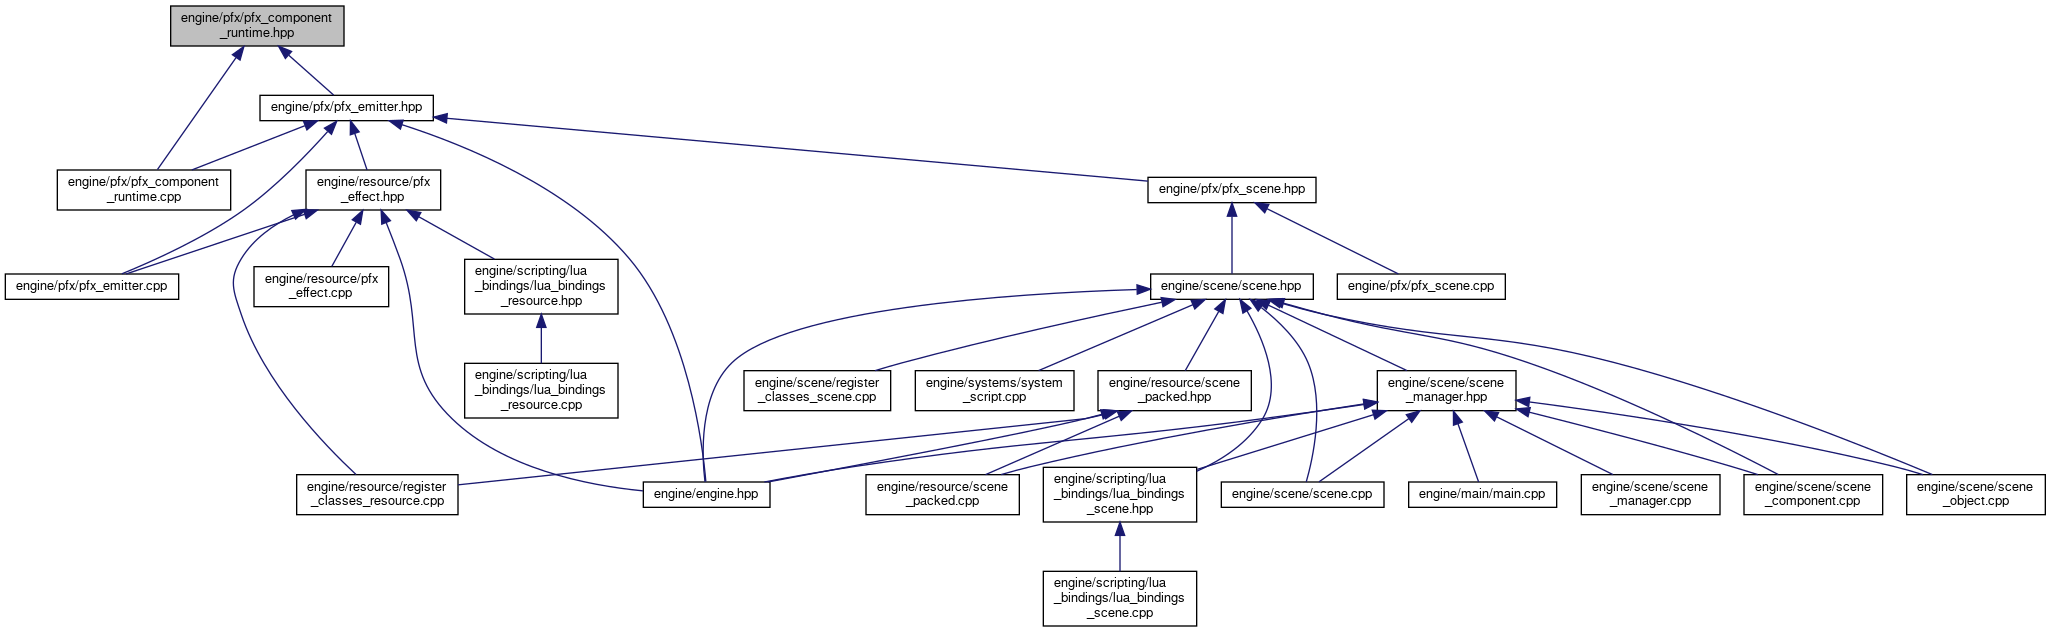 engine/pfx/pfx_component
_runtime.hpp
engine/pfx/pfx_emitter.hpp
engine/pfx/pfx_component
_runtime.cpp
engine/resource/pfx
_effect.hpp
engine/pfx/pfx_scene.hpp
engine/pfx/pfx_emitter.cpp
engine/resource/pfx
_effect.cpp
engine/scripting/lua
_bindings/lua_bindings
_resource.hpp
engine/scene/scene.hpp
engine/pfx/pfx_scene.cpp
engine/scripting/lua
_bindings/lua_bindings
_resource.cpp
engine/scene/register
_classes_scene.cpp
engine/systems/system
_script.cpp
engine/resource/scene
_packed.hpp
engine/scene/scene
_manager.hpp
engine/resource/register
_classes_resource.cpp
engine/engine.hpp
engine/resource/scene
_packed.cpp
engine/scripting/lua
_bindings/lua_bindings
_scene.hpp
engine/scene/scene.cpp
engine/main/main.cpp
engine/scene/scene
_manager.cpp
engine/scene/scene
_component.cpp
engine/scene/scene
_object.cpp
engine/scripting/lua
_bindings/lua_bindings
_scene.cpp